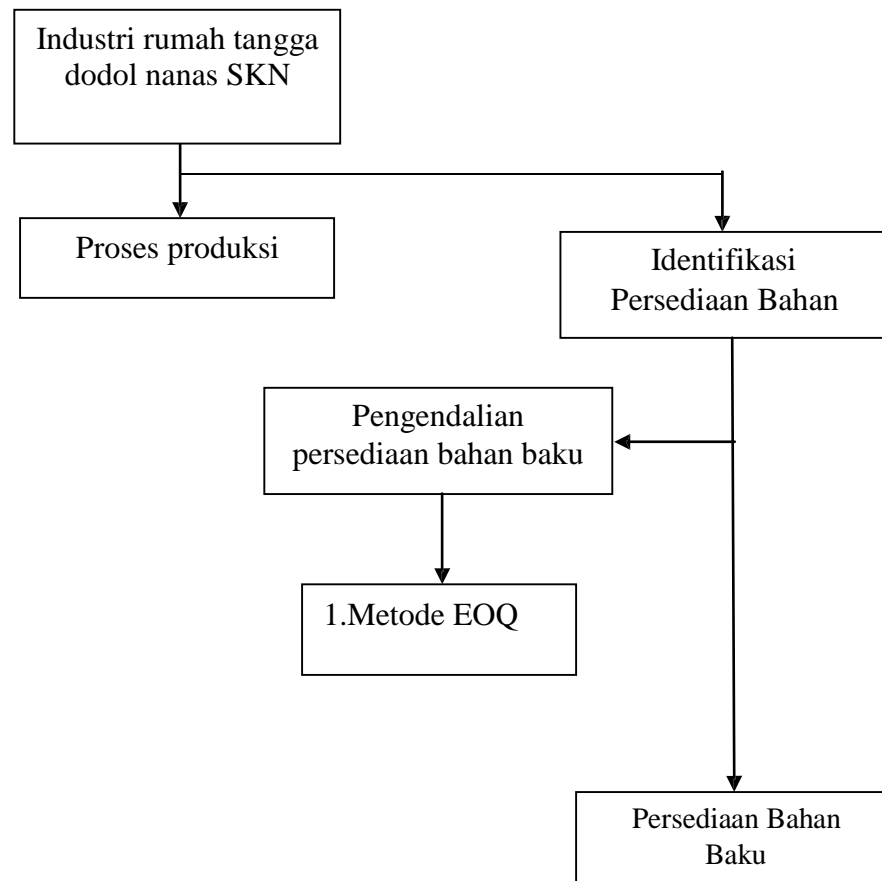 Industri rumah tangga
dodol nanas SKN
Proses produksi
Identifikasi
Persediaan Bahan
Pengendalian
persediaan bahan baku
1.Metode EOQ
Persediaan Bahan
Baku